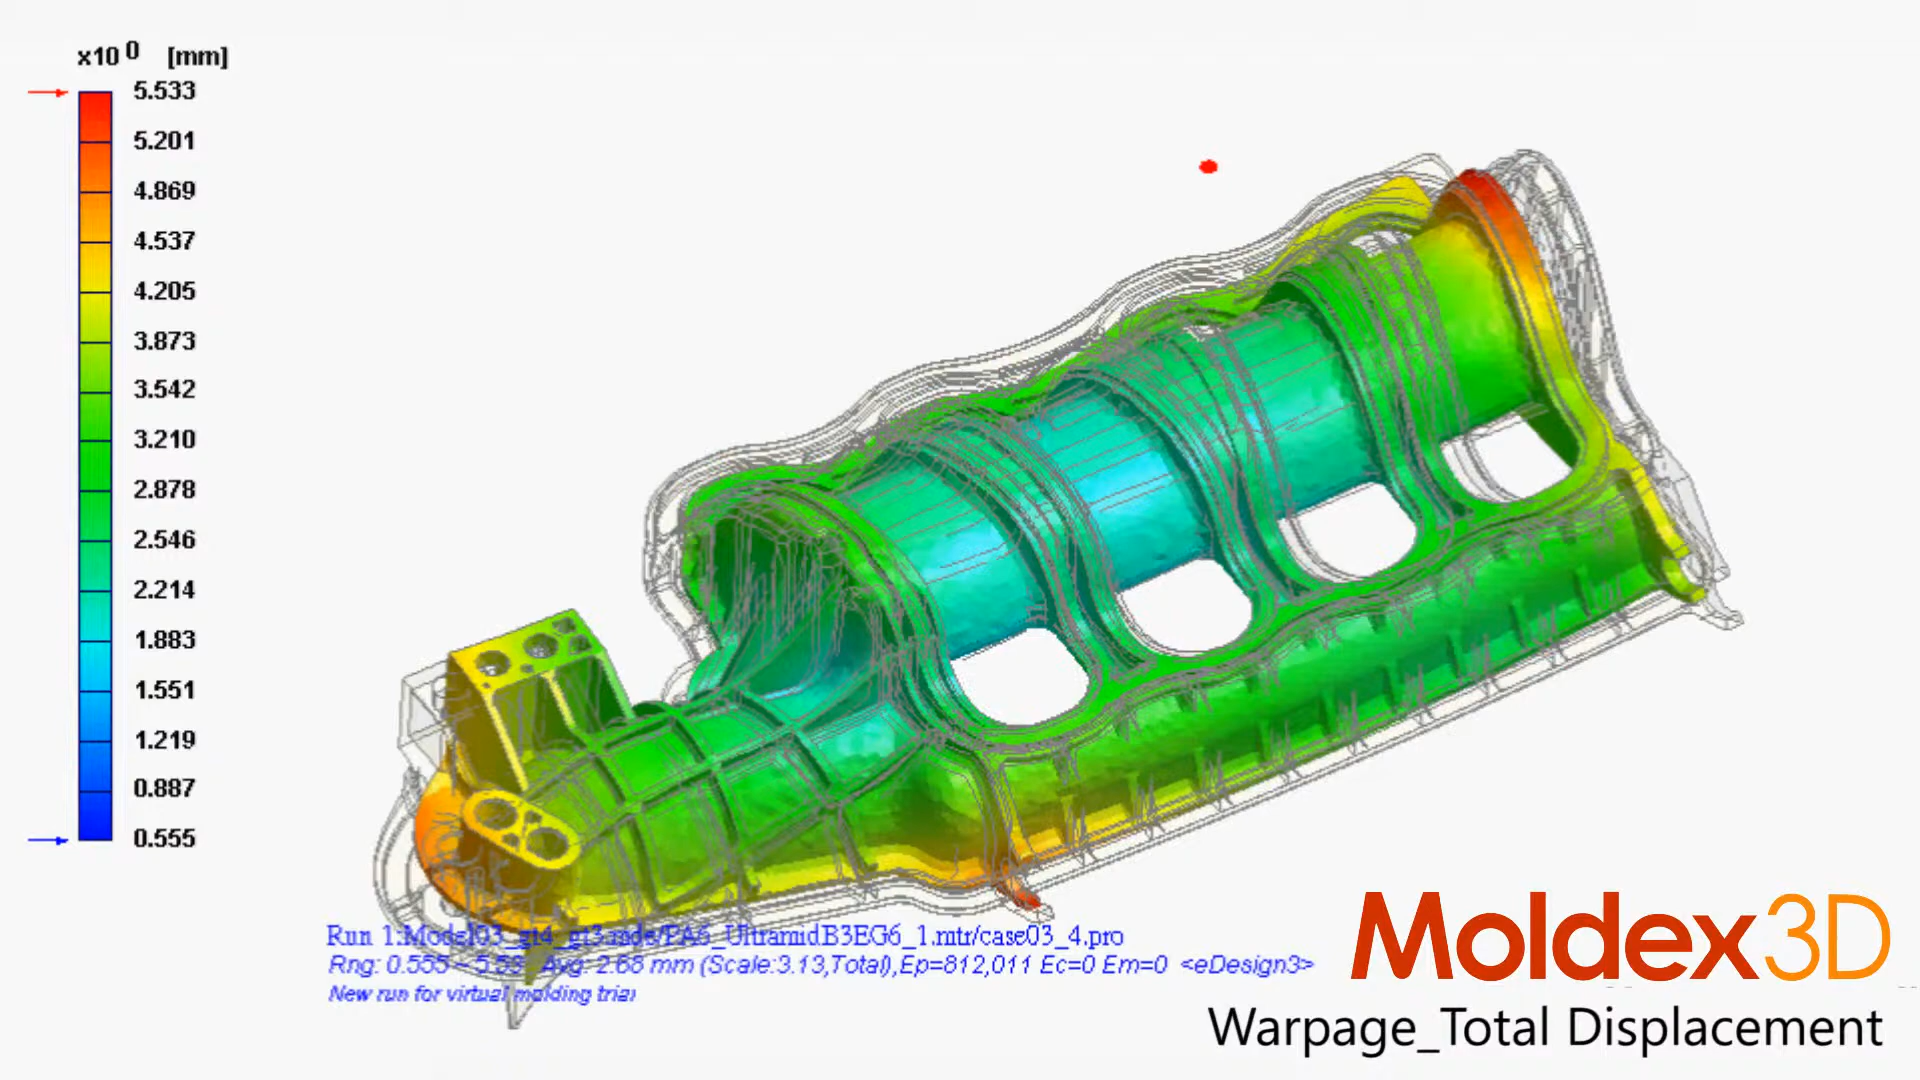 x10 0 [mm]
5.533
5.201
4.869
4.537
4.205
3.873
3.542
3.210
2.878
2.546
2.214
1.883
1.551
1.219
0.887
0.555
Run 1:Model03_gt4_gt3.mde/PA6_UltramidB3EG6_1.mtr/case03_4.pro
Rng: 0.555 ~ 5.53 Avg: 2.68 mm (Scale:3.13,Total),Ep=812,011 Ec=0 Em=0 <eDesign3>
New run for virtual molding trial
Moldex3D
Warpage_Total Displacement